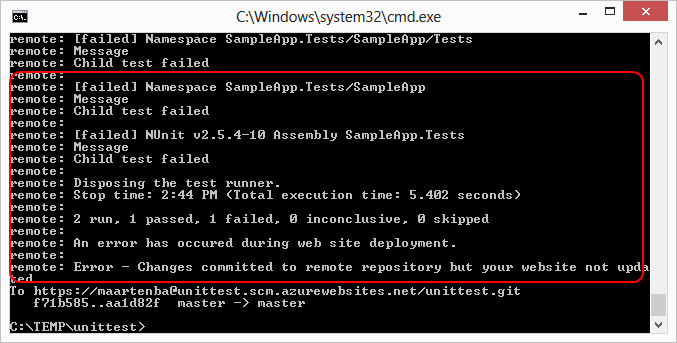 C:\Windows\system32\cmd.exe
remote: [failed] Namespace SampleApp.Tests/SampleApp/Tests
remote: Message
remote: Child test failed
remote:
remote: [failed] Namespace SampleApp.Tests/SampleApp
remote: Message
remote: Child test failed
remote:
remote: [failed] NUnit v2.5.4-10 Assembly SampleApp.Tests
remote: Message
remote: Child test failed
remote:
remote: Disposing the test runner.
remote: Stop time: 2:44 PM (Total execution time: 5.402 seconds)
remote:
remote: 2 run, 1 passed, 1 failed, 0 inconclusive, 0 skipped
remote:
remote: An error has occured during web site deployment.
remote:
remote: Error - Changes committed to remote repository but your website not upda
ted
To https://maartenba@unittest.scm.azurewebsites.net/unittest.git
f71b585..aa1d82f master -> master
C:\TEMP\unittest>